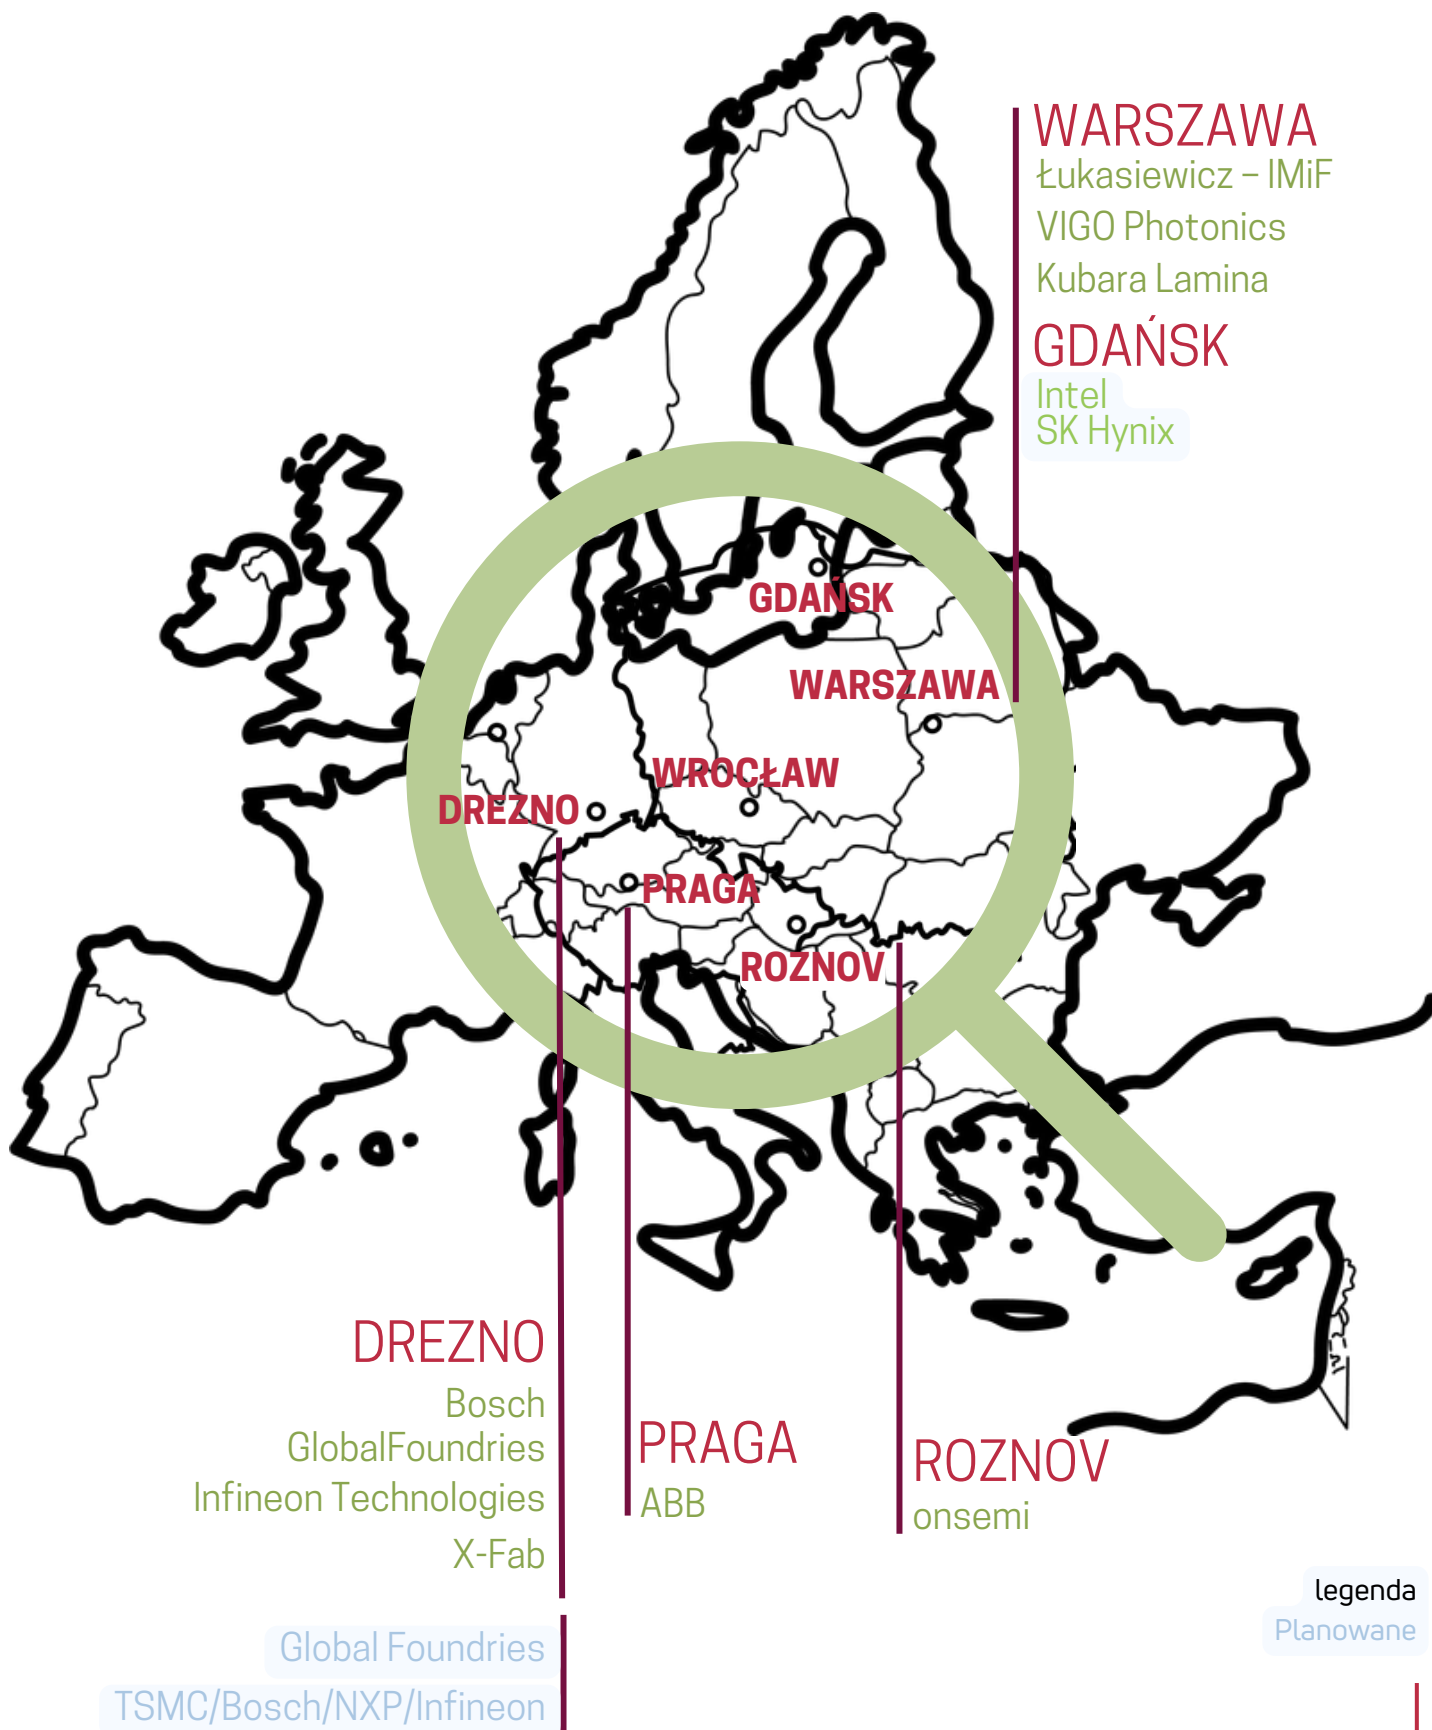 WARSZAWA
Łukasiewicz – IMiF
VIGO Photonics
Kubara Lamina
GDAŃSK
Intel
SK Hynix
GDAŃSK
WARSZAWA
WROCŁAW
DREZNO
PRAGA
ROZNOV
DREZNO
Bosch
GlobalFoundries
Infineon Technologies
X-Fab
Global Foundries
TSMC/Bosch/NXP/Infineon
PRAGA
ABB
ROZNOV
onsemi
legenda
Planowane